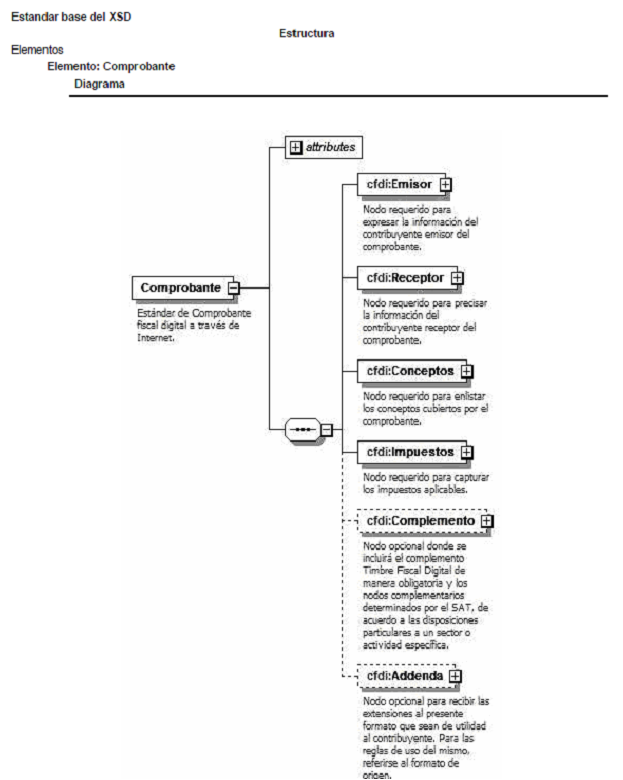 Estandar base del XSD
Estructura
Elementos
Elemento: Comprobante
Diagrama
attributes
cfdi:Emisor
Nodo requerido para
expresar la información del
contribuyente emisor del
comprobante.
cfdi:Receptor
Nodo requerido para precisar
la información del
contribuyente receptor del
comprobante.
Comprobante
Estándar de Comprobante
fiscal digital a través de
Internet.
cfdi:Conceptos
Nodo requerido para enlistar
los conceptos cubiertos por el
comprobante.
cfdi:Impuestos
Nodo requerido para capturar
los impuestos aplicables.
cfdi:Complemento
Nodo opcional donde se
incluirá el complemento
Timbre Fiscal Digital de
manera obligatoria y los
nodos complementarios
determinados por el SAT, de
acuerdo a las disposiciones
particulares a un sector o
actividad específica.
cfdi:Addenda
Nodo opcional para recibir las
extensiones al presente
formato que sean de utilidad
al contribuyente. Para las
reglas de uso del mismo,
referirse al formato de
origen.